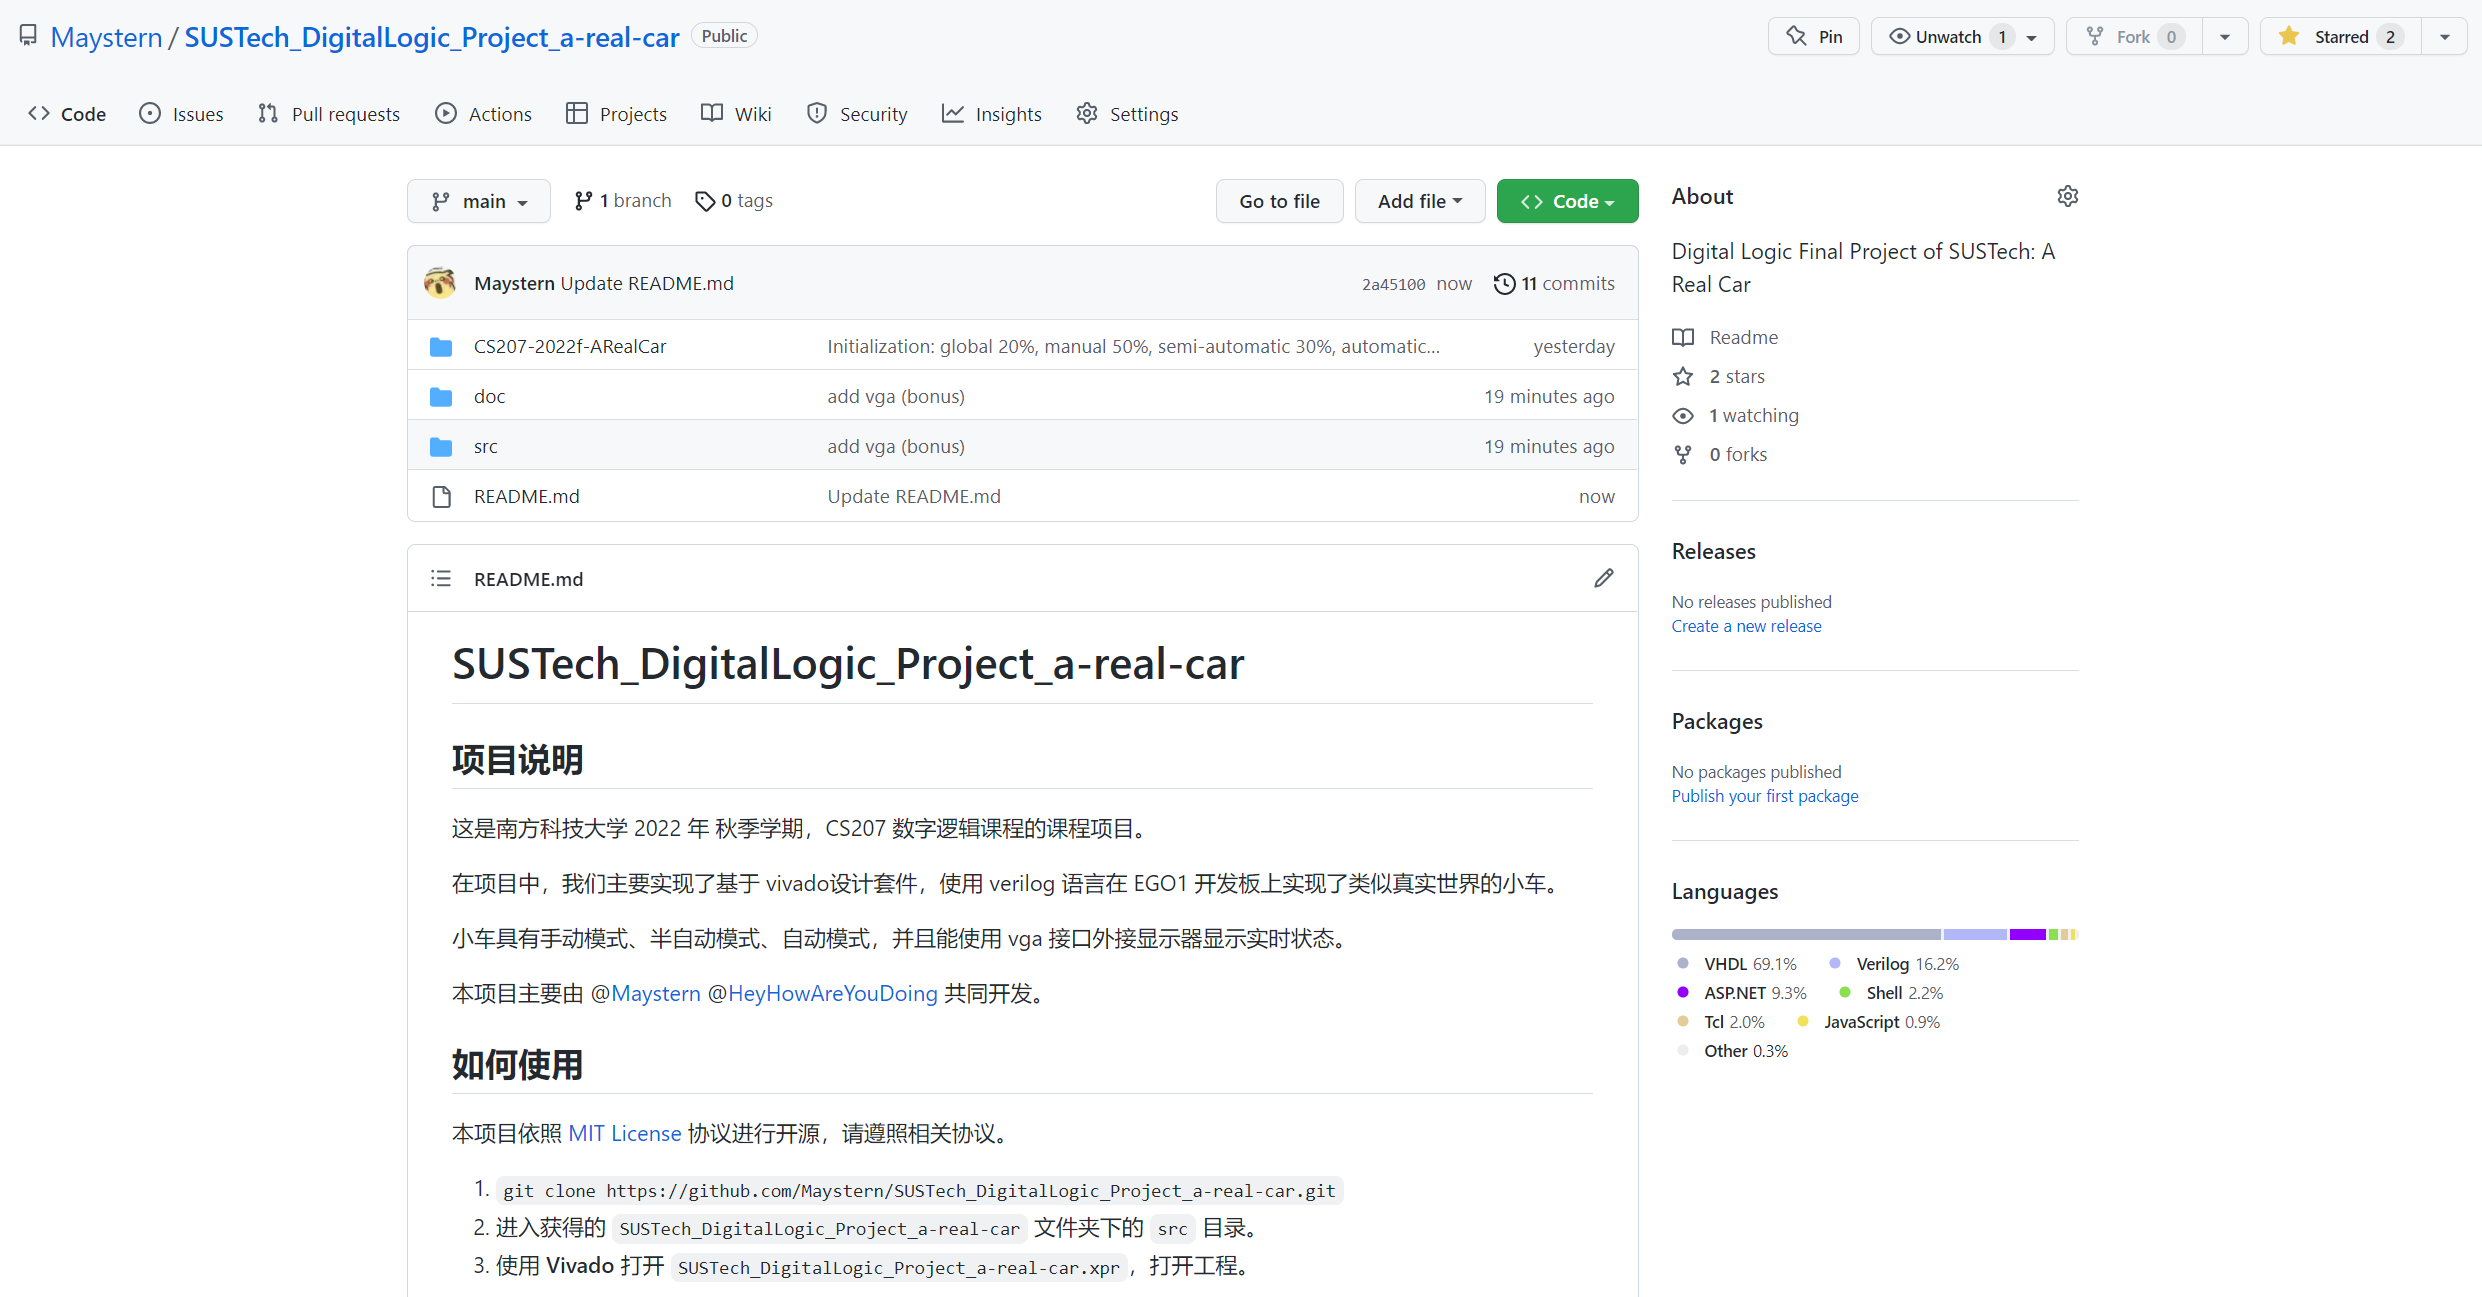 Maystern / SUSTech_DigitalLogic_Project_a-real-car Public
Pin Unwatch 1 Fork 0 Starred 2
Code Issues Pull requests Actions Projects Wiki Security Insights Settings
main 1 branch 0 tags Go to file Add file Code
Maystern Update README.md 2a45100 now 11 commits
CS207-2022f-ARealCar Initialization: global 20%, manual 50%, semi-automatic 30%, automatic... yesterday
doc add vga (bonus) 19 minutes ago
src add vga (bonus) 19 minutes ago
README.md Update README.md now
README.md
SUSTech_DigitalLogic_Project_a-real-car
项目说明
这是南方科技大学 2022 年 秋季学期，CS207 数字逻辑课程的课程项目。
在项目中，我们主要实现了基于 vivado设计套件，使用 verilog 语言在 EGO1 开发板上实现了类似真实世界的小车。
小车具有手动模式、半自动模式、自动模式，并且能使用 vga 接口外接显示器显示实时状态。
本项目主要由 @Maystern @HeyHowAreYouDoing 共同开发。
如何使用
本项目依照 MIT License 协议进行开源，请遵照相关协议。
1. git clone https://github.com/Maystern/SUSTech_DigitalLogic_Project_a-real-car.git
2. 进入获得的 SUSTech_DigitalLogic_Project_a-real-car 文件夹下的 src 目录。
3. 使用 Vivado 打开 SUSTech_DigitalLogic_Project_a-real-car.xpr，打开工程。
About
Digital Logic Final Project of SUSTech: A
Real Car
Readme
2 stars
1 watching
0 forks
Releases
No releases published
Create a new release
Packages
No packages published
Publish your first package
Languages
VHDL 69.1% Verilog 16.2%
ASP.NET 9.3% Shell 2.2%
Tcl 2.0% JavaScript 0.9%
Other 0.3%